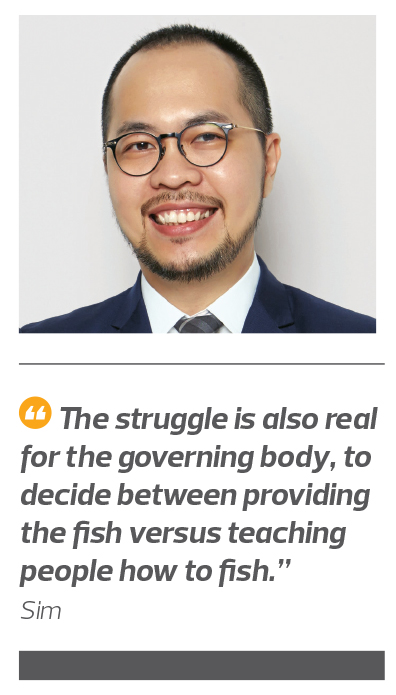 “ The struggle is also real
for the governing body, to
decide between providing
the fish versus teaching
people how to fish.”
Sim